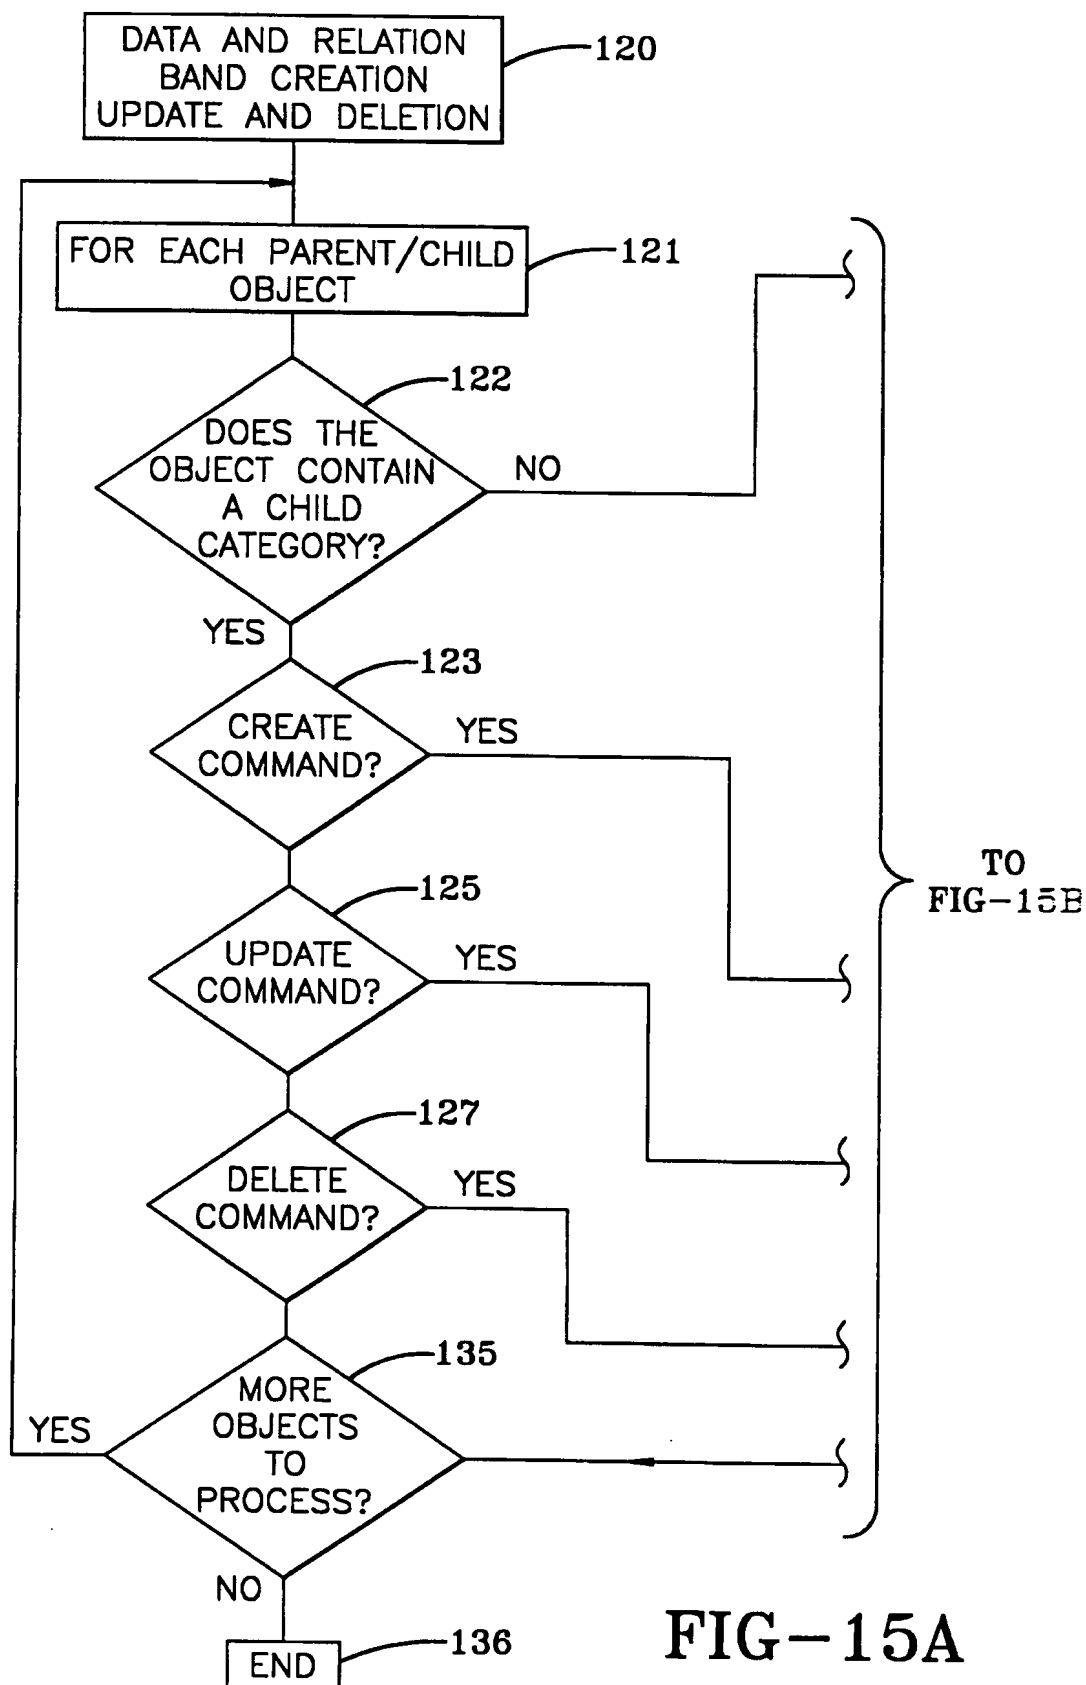 DATA AND RELATION
BAND CREATION
UPDATE AND DELETION
120
FOR EACH PARENT/CHILD
OBJECT
121
122
DOES THE
OBJECT CONTAIN
A CHILD
CATEGORY?
NO
YES
123
CREATE
COMMAND?
YES
TO
FIG-15B
125
UPDATE
COMMAND?
YES
127
DELETE
COMMAND?
YES
135
MORE
OBJECTS
TO
PROCESS?
YES
NO
136
END
FIG-15A